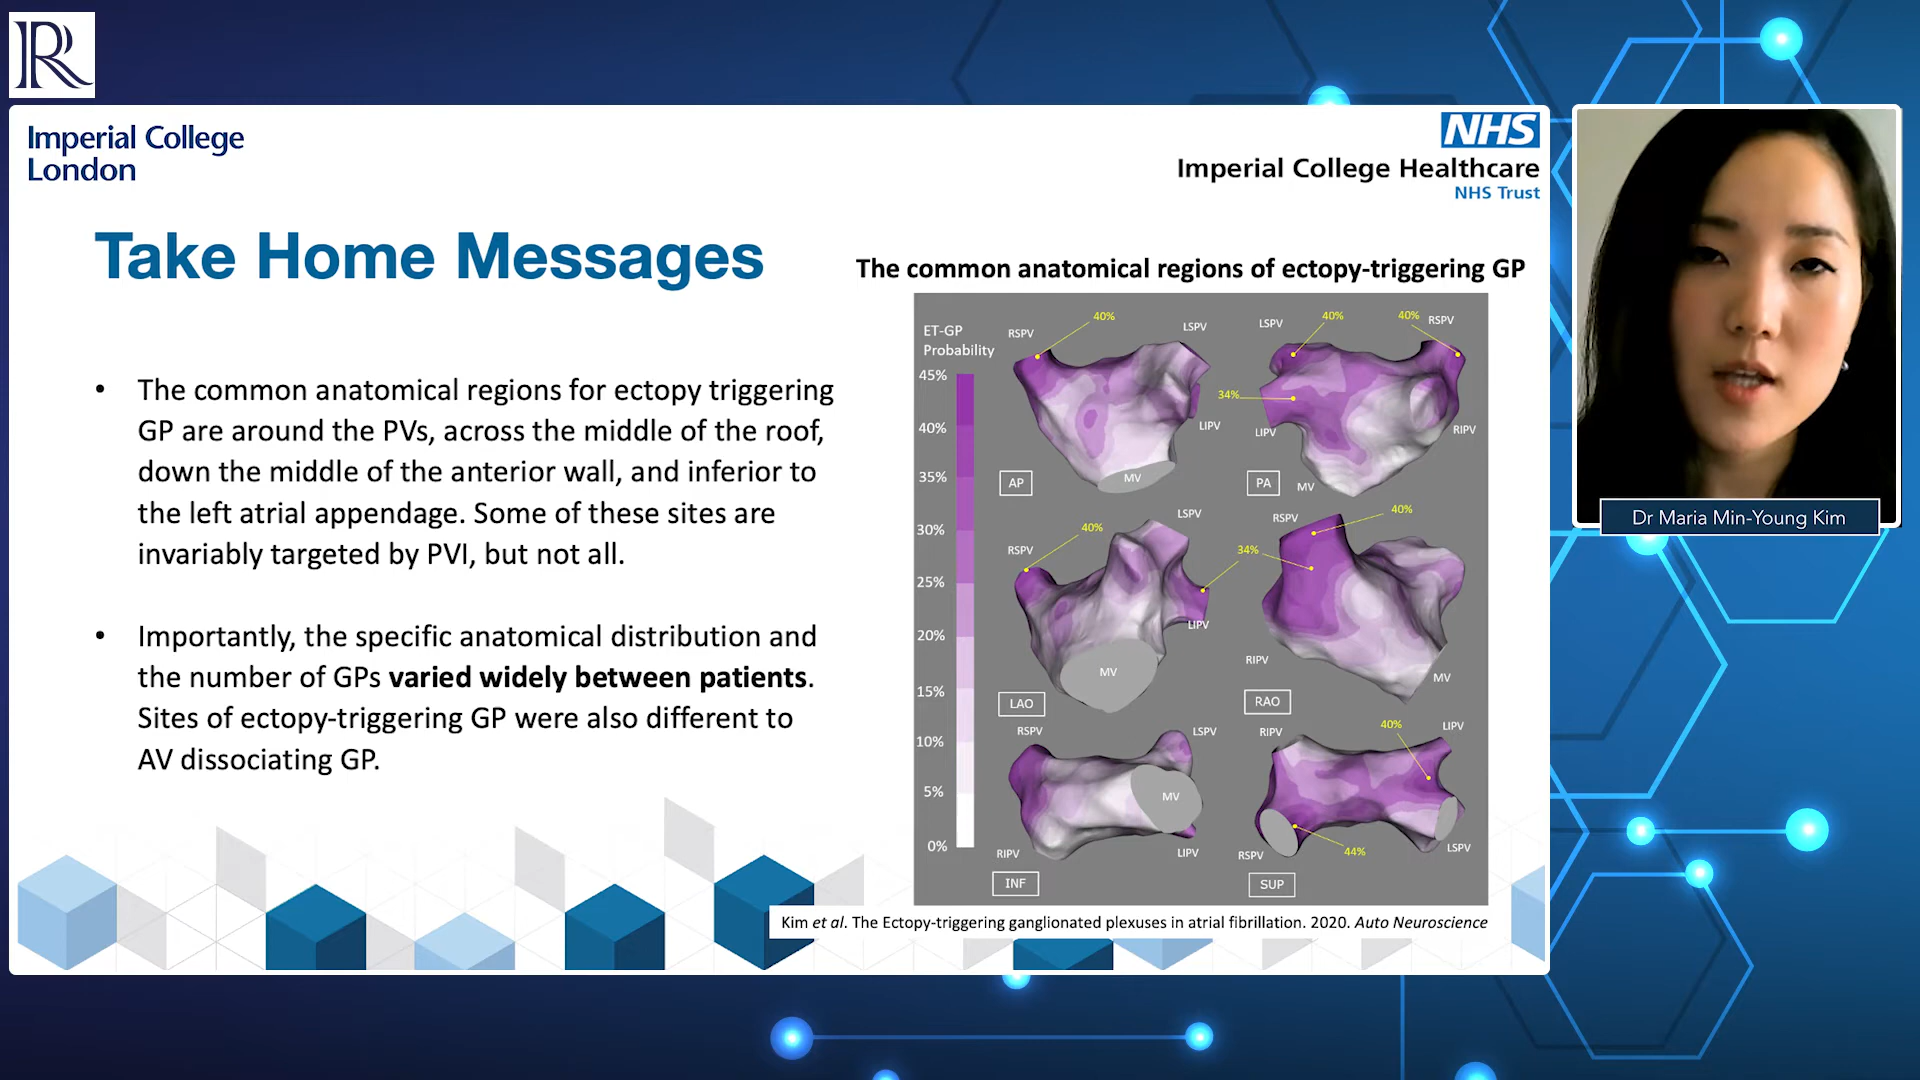 R
Imperial College
London
NHS
Imperial College Healthcare
NHS Trust
Take Home Messages
• The common anatomical regions for ectopy triggering
GP are around the PVs, across the middle of the roof,
down the middle of the anterior wall, and inferior to
the left atrial appendage. Some of these sites are
invariably targeted by PVI, but not all.
• Importantly, the specific anatomical distribution and
the number of GPs varied widely between patients.
Sites of ectopy-triggering GP were also different to
AV dissociating GP.
The common anatomical regions of ectopy-triggering GP
ET-GP
Probability
45%
40%
35%
30%
25%
20%
15%
10%
5%
0%
RSPV 40% LSPV
LIPV
MV
AP
LSPV 40% 40% RSPV
34%
LIPV RIPV
MV
PA
RSPV 40% LSPV
34%
LIPV
MV
LAO
RSPV 40%
RIPV
MV
RAO
RSPV LSPV
MV
RIPV LIPV
INF
RIPV 40% LIPV
RSPV 44% LSPV
SUP
Kim et al. The Ectopy-triggering ganglionated plexuses in atrial fibrillation. 2020. Auto Neuroscience
Dr Maria Min-Young Kim